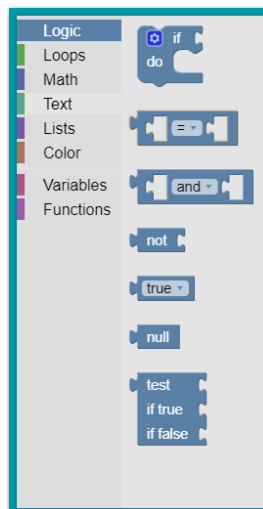 Logic
Loops
Math
Text
Lists
Color
Variables
Functions
if
do
=
and
not
true
null
test
if true
if false